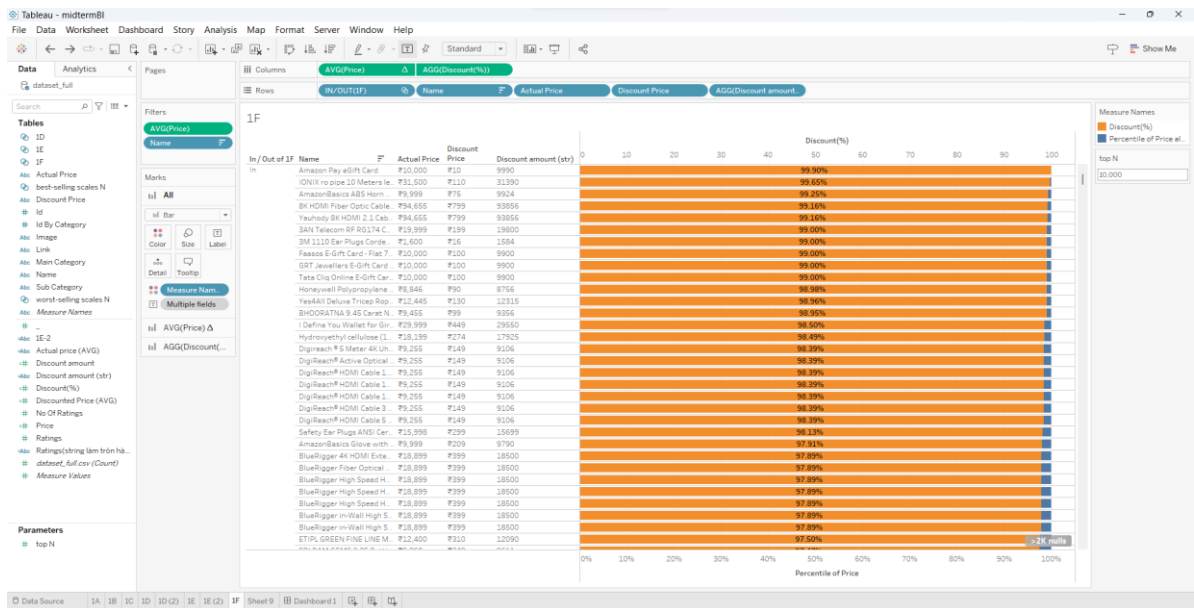 Tableau - midtermBI
File Data Worksheet Dashboard Story Analysis Map Format Server Window Help
Standard
Show Me
Data Analytics
dataset_full
Search
Tables
1D
1E
1F
Abc Actual Price
best-selling scales N
Abc Discount Price
# Id
# Id By Category
Abc Image
Abc Link
Abc Main Category
Abc Name
Abc Sub Category
worst-selling scales N
Abc Measure Names
# _
=Abc 1E-2
=Abc Actual price (AVG)
=# Discount amount
=Abc Discount amount (str)
=# Discount(%)
=# Discounted Price (AVG)
# No Of Ratings
=# Price
# Ratings
=Abc Ratings(string làm tròn hà...
# dataset_full.csv (Count)
# Measure Values
Parameters
# top N
Pages
Filters
AVG(Price)
Name
Marks
All
Bar
Color Size Label
Detail Tooltip
Measure Nam..
Multiple fields
AVG(Price) Δ
AGG(Discount(...
Columns AVG(Price) Δ AGG(Discount(%))
Rows IN/OUT(1F) Name Actual Price Discount Price AGG(Discount amount..
1F
Discount(%)
In / Out of 1F Name Actual Price Discount Price Discount amount (str) 0 10 20 30 40 50 60 70 80 90 100
In Amazon Pay eGift Card ₹10,000 ₹10 9990 99.90%
IONIX ro pipe 10 Meters le.. ₹31,500 ₹110 31390 99.65%
AmazonBasics ABS Horn .. ₹9,999 ₹75 9924 99.25%
8K HDMI Fiber Optic Cable.. ₹94,655 ₹799 93856 99.16%
Yauhody 8K HDMI 2.1 Cab.. ₹94,655 ₹799 93856 99.16%
3AN Telecom RF RG174 C.. ₹19,999 ₹199 19800 99.00%
3M 1110 Ear Plugs Corde.. ₹1,600 ₹16 1584 99.00%
Faasos E-Gift Card - Flat 7.. ₹10,000 ₹100 9900 99.00%
GRT Jewellers E-Gift Card .. ₹10,000 ₹100 9900 99.00%
Tata Cliq Online E-Gift Car.. ₹10,000 ₹100 9900 99.00%
Honeywell Polypropylene .. ₹8,846 ₹90 8756 98.98%
Yes4All Deluxe Tricep Rop.. ₹12,445 ₹130 12315 98.96%
BHOORATNA 9.45 Carat N.. ₹9,455 ₹99 9356 98.95%
I Define You Wallet for Gir.. ₹29,999 ₹449 29550 98.50%
Hydroxyethyl cellulose (1.. ₹18,199 ₹274 17925 98.49%
Digireach ® 5 Meter 4K Uh.. ₹9,255 ₹149 9106 98.39%
DigiReach® Active Optical .. ₹9,255 ₹149 9106 98.39%
DigiReach® HDMI Cable 1.. ₹9,255 ₹149 9106 98.39%
DigiReach® HDMI Cable 1.. ₹9,255 ₹149 9106 98.39%
DigiReach® HDMI Cable 1.. ₹9,255 ₹149 9106 98.39%
DigiReach® HDMI Cable 3 .. ₹9,255 ₹149 9106 98.39%
DigiReach® HDMI Cable 5 .. ₹9,255 ₹149 9106 98.39%
Safety Ear Plugs ANSI Cer.. ₹15,998 ₹299 15699 98.13%
AmazonBasics Glove with .. ₹9,999 ₹209 9790 97.91%
BlueRigger 4K HDMI Exte.. ₹18,899 ₹399 18500 97.89%
BlueRigger Fiber Optical .. ₹18,899 ₹399 18500 97.89%
BlueRigger High Speed H.. ₹18,899 ₹399 18500 97.89%
BlueRigger High Speed H.. ₹18,899 ₹399 18500 97.89%
BlueRigger High Speed H.. ₹18,899 ₹399 18500 97.89%
BlueRigger in-Wall High S.. ₹18,899 ₹399 18500 97.89%
BlueRigger in-Wall High S.. ₹18,899 ₹399 18500 97.89%
ETIPL GREEN FINE LINE M.. ₹12,400 ₹310 12090 97.50%
>2K nulls
0% 10% 20% 30% 40% 50% 60% 70% 80% 90% 100%
Percentile of Price
Measure Names
Discount(%)
Percentile of Price al..
top N
10.000
Data Source 1A 1B 1C 1D 1D (2) 1E 1E (2) 1F Sheet 9 Dashboard 1